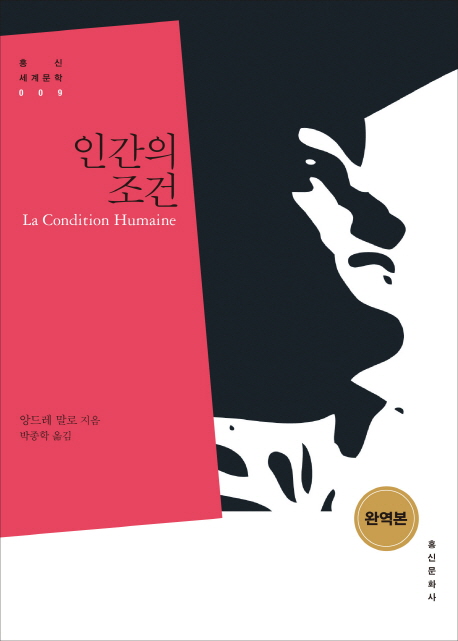 홍 신
세계문학
0 0 9
인간의
조건
La Condition Humaine
앙드레 말로 지음
박종학 옮김
완역본
홍신문화사